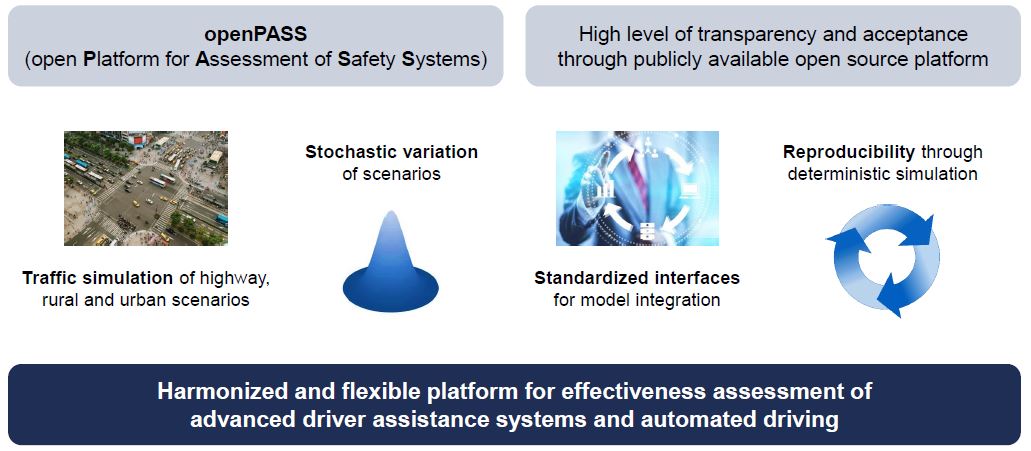 openPASS
(open Platform for Assessment of Safety Systems)
High level of transparency and acceptance
through publicly available open source platform
Stochastic variation
of scenarios
Reproducibility through
deterministic simulation
Traffic simulation of highway,
rural and urban scenarios
Standardized interfaces
for model integration
Harmonized and flexible platform for effectiveness assessment of
advanced driver assistance systems and automated driving